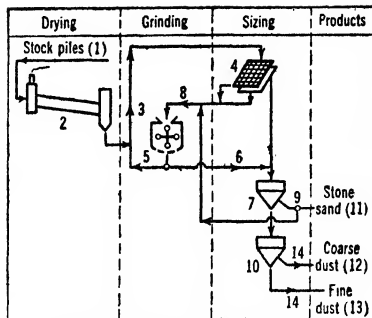 Drying Grinding Sizing Products
Stock piles (1)
2
3
8
4
5
6
7
9
Stone
sand (11)
10
14
Coarse
dust (12)
14
Fine
dust (13)